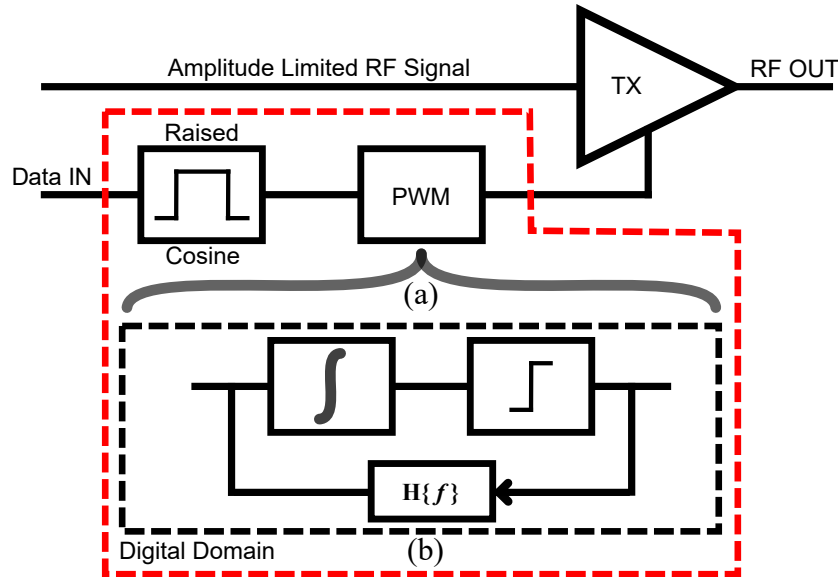 Amplitude Limited RF Signal
TX
RF OUT
Raised
Data IN
PWM
Cosine
(a)
∫
H{f}
Digital Domain
(b)